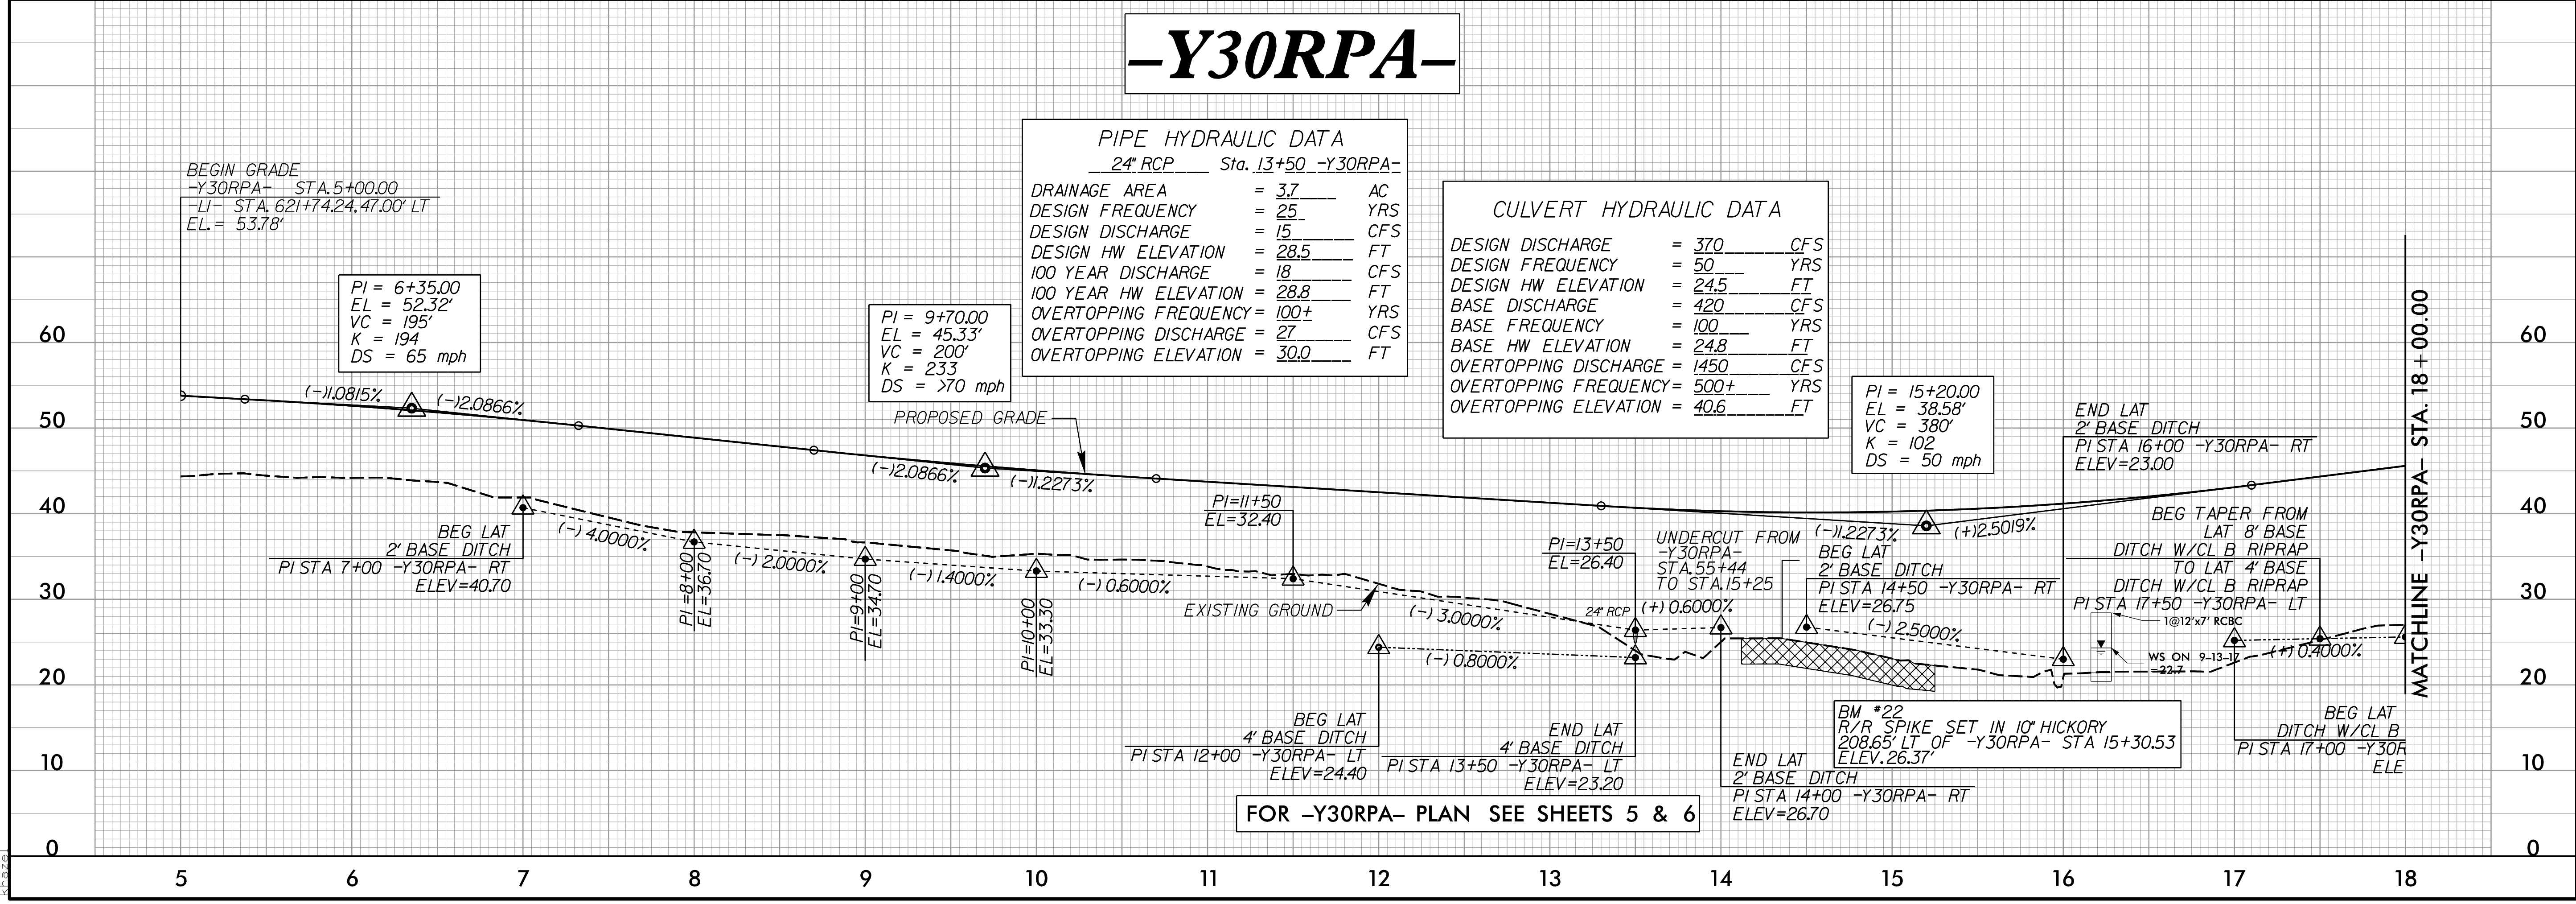 –Y30RPA–
PIPE HYDRAULIC DATA
24" RCP Sta. 13+50 -Y30RPA-
DRAINAGE AREA = 3.7 AC
DESIGN FREQUENCY = 25 YRS
DESIGN DISCHARGE = 15 CFS
DESIGN HW ELEVATION = 28.5 FT
100 YEAR DISCHARGE = 18 CFS
100 YEAR HW ELEVATION = 28.8 FT
OVERTOPPING FREQUENCY = 100+ YRS
OVERTOPPING DISCHARGE = 27 CFS
OVERTOPPING ELEVATION = 30.0 FT
CULVERT HYDRAULIC DATA
DESIGN DISCHARGE = 370 CFS
DESIGN FREQUENCY = 50 YRS
DESIGN HW ELEVATION = 24.5 FT
BASE DISCHARGE = 420 CFS
BASE FREQUENCY = 100 YRS
BASE HW ELEVATION = 24.8 FT
OVERTOPPING DISCHARGE = 1450 CFS
OVERTOPPING FREQUENCY = 500+ YRS
OVERTOPPING ELEVATION = 40.6 FT
BEGIN GRADE
-Y30RPA- STA. 5+00.00
-L1- STA. 621+74.24, 47.00' LT
EL. = 53.78'
PI = 6+35.00
EL = 52.32'
VC = 195'
K = 194
DS = 65 mph
PI = 9+70.00
EL = 45.33'
VC = 200'
K = 233
DS = >70 mph
PI = 15+20.00
EL = 38.58'
VC = 380'
K = 102
DS = 50 mph
(-)1.0815%
(-)2.0866%
(-)2.0866%
(-)1.2273%
PROPOSED GRADE
(-)1.2273%
(+)2.5019%
END LAT
2' BASE DITCH
PI STA 16+00 -Y30RPA- RT
ELEV=23.00
BEG LAT
2' BASE DITCH
PI STA 7+00 -Y30RPA- RT
ELEV=40.70
(-) 4.0000%
PI=8+00
EL=36.70
(-) 2.0000%
PI=9+00
EL=34.70
(-) 1.4000%
PI=10+00
EL=33.30
(-) 0.6000%
PI=11+50
EL=32.40
EXISTING GROUND
(-) 3.0000%
PI=13+50
EL=26.40
24" RCP
(+) 0.6000%
UNDERCUT FROM
-Y30RPA-
STA.55+44
TO STA.15+25
BEG LAT
2' BASE DITCH
PI STA 14+50 -Y30RPA- RT
ELEV=26.75
(-) 2.5000%
BEG TAPER FROM
LAT 8' BASE
DITCH W/CL B RIPRAP
TO LAT 4' BASE
DITCH W/CL B RIPRAP
PI STA 17+50 -Y30RPA- LT
1@12'x7' RCBC
WS ON 9-13-17
22.7
(+) 0.4000%
(-) 0.8000%
BEG LAT
4' BASE DITCH
PI STA 12+00 -Y30RPA- LT
ELEV=24.40
END LAT
4' BASE DITCH
PI STA 13+50 -Y30RPA- LT
ELEV=23.20
END LAT
2' BASE DITCH
PI STA 14+00 -Y30RPA- RT
ELEV=26.70
BM #22
R/R SPIKE SET IN 10" HICKORY
208.65' LT OF -Y30RPA- STA 15+30.53
ELEV. 26.37'
BEG LAT
DITCH W/CL B
PI STA 17+00 -Y30R
ELE
MATCHLINE -Y30RPA- STA. 18+00.00
FOR –Y30RPA– PLAN SEE SHEETS 5 & 6
60 60
50 50
40 40
30 30
20 20
10 10
0 0
5 6 7 8 9 10 11 12 13 14 15 16 17 18
khazel